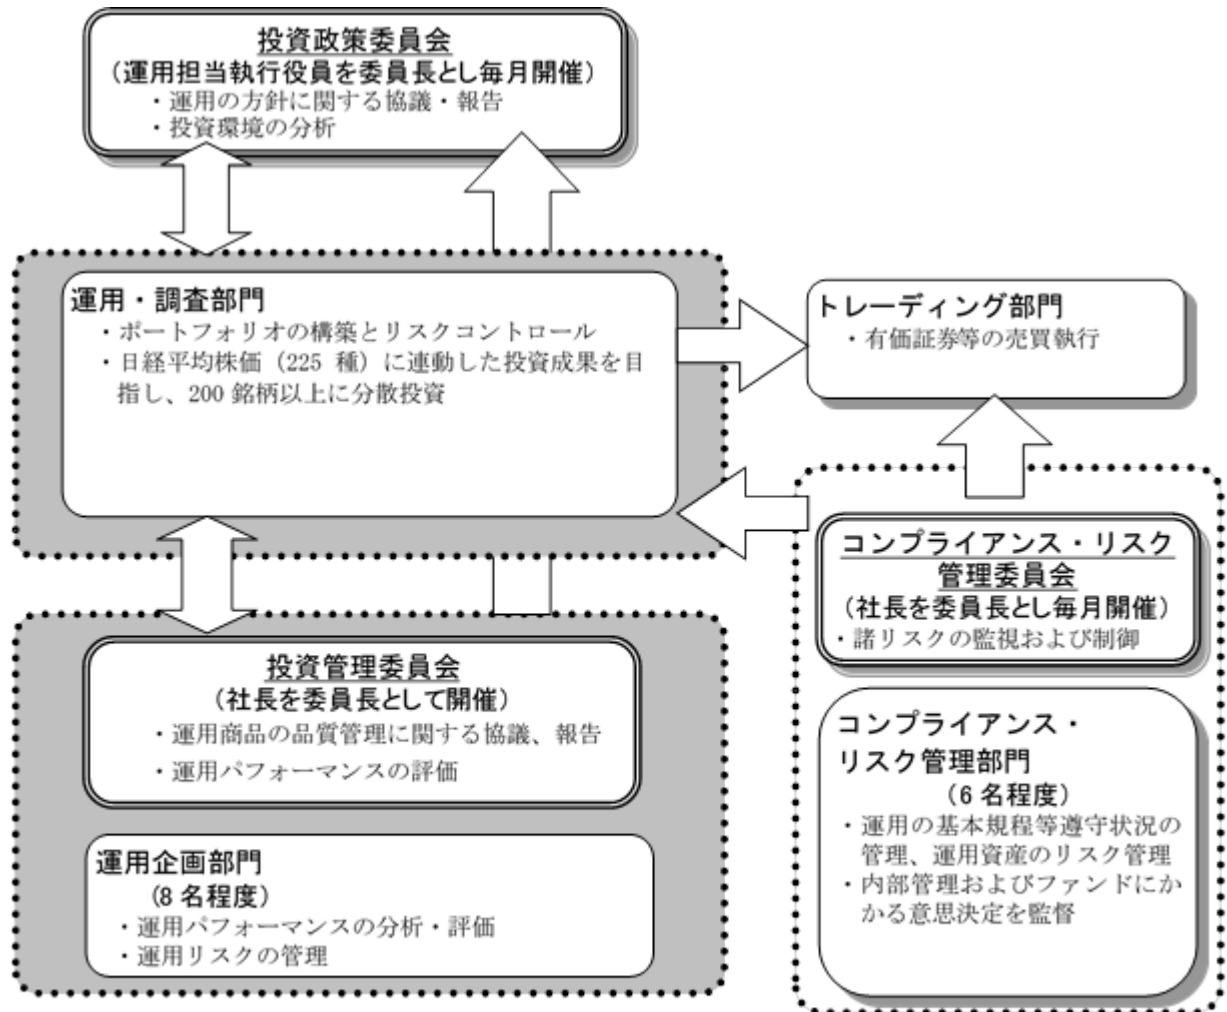 投資政策委員会
(運用担当執行役員を委員長とし毎月開催)
・運用の方針に関する協議・報告
・投資環境の分析
運用・調査部門
・ポートフォリオの構築とリスクコントロール
・日経平均株価（225 種）に連動した投資成果を目
指し、200 銘柄以上に分散投資
トレーディング部門
・有価証券等の売買執行
コンプライアンス・リスク
管理委員会
(社長を委員長とし毎月開催)
・諸リスクの監視および制御
投資管理委員会
(社長を委員長として開催)
・運用商品の品質管理に関する協議、報告
・運用パフォーマンスの評価
コンプライアンス・
リスク管理部門
(6 名程度)
・運用の基本規程等遵守状況の
管理、運用資産のリスク管理
・内部管理およびファンドにか
かる意思決定を監督
運用企画部門
(8 名程度)
・運用パフォーマンスの分析・評価
・運用リスクの管理